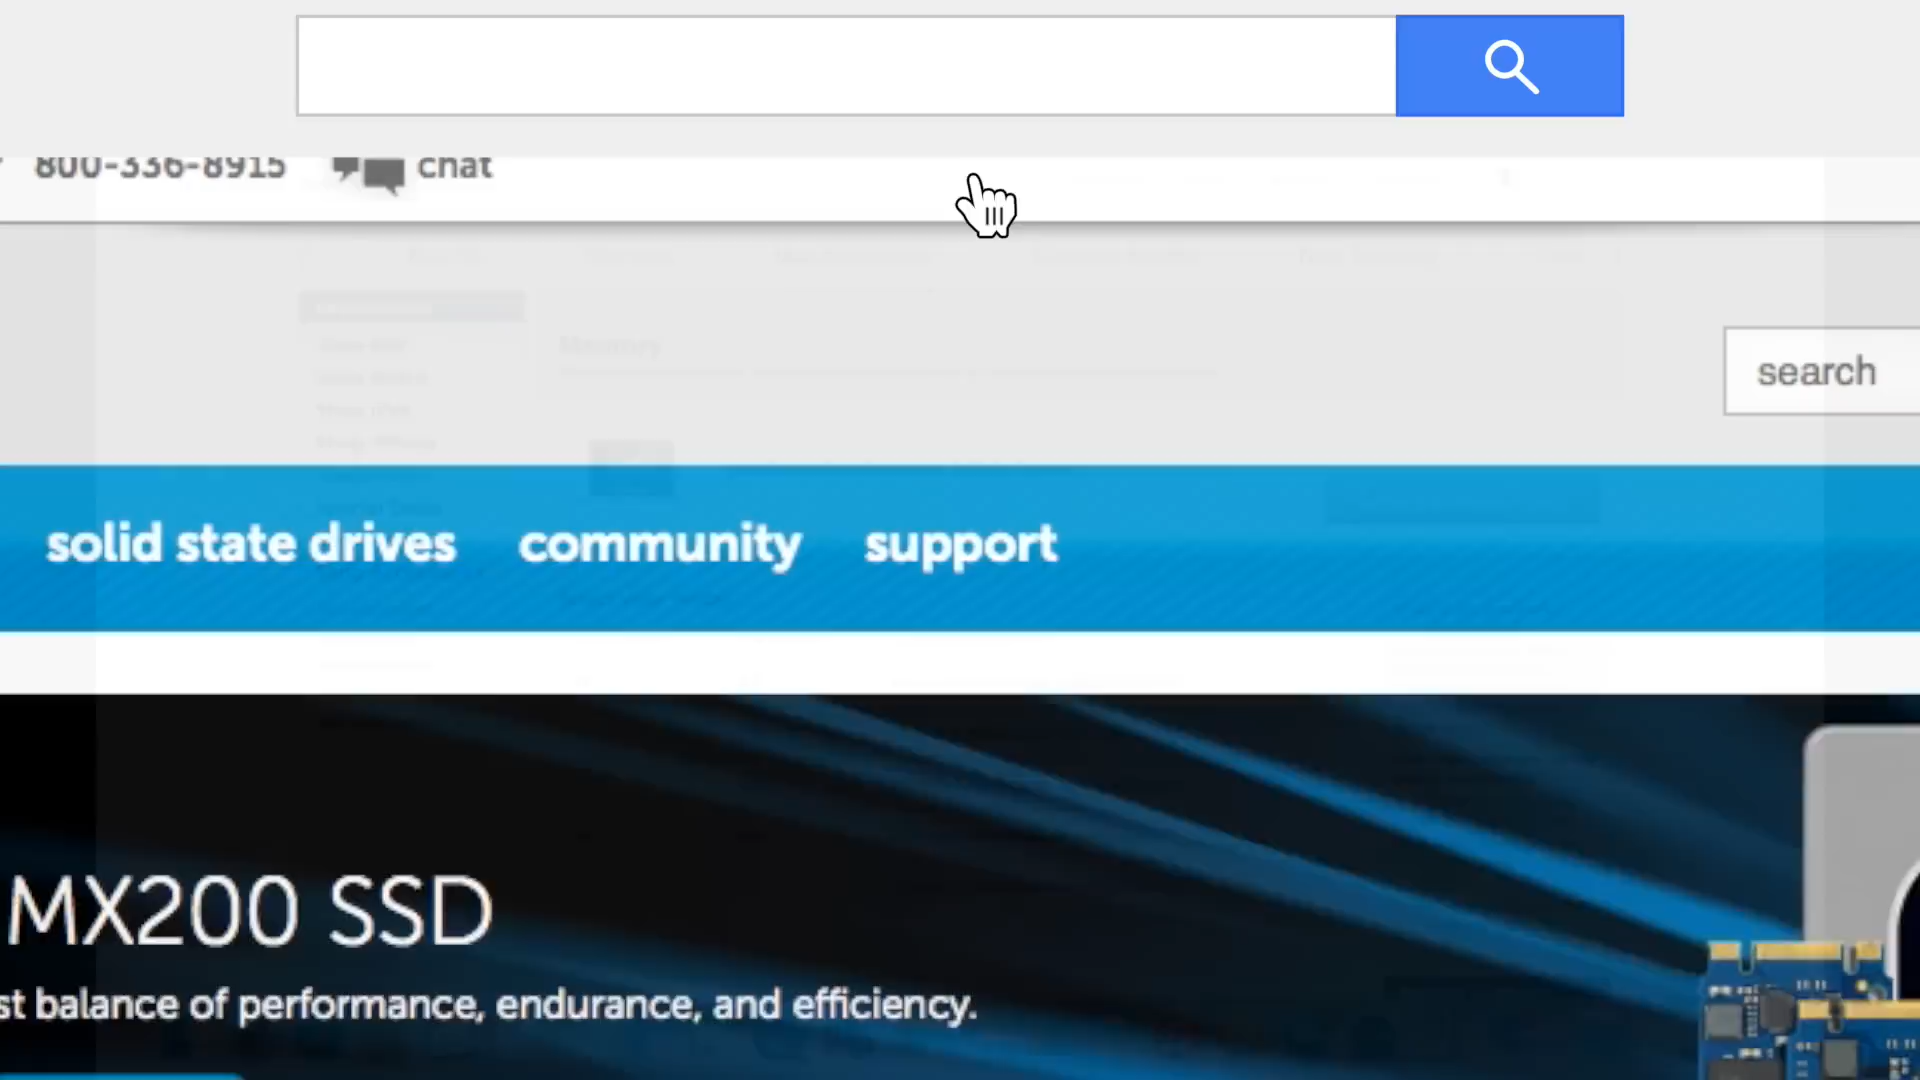 800-336-8915 chat
search
solid state drives community support
MX200 SSD
st balance of performance, endurance, and efficiency.